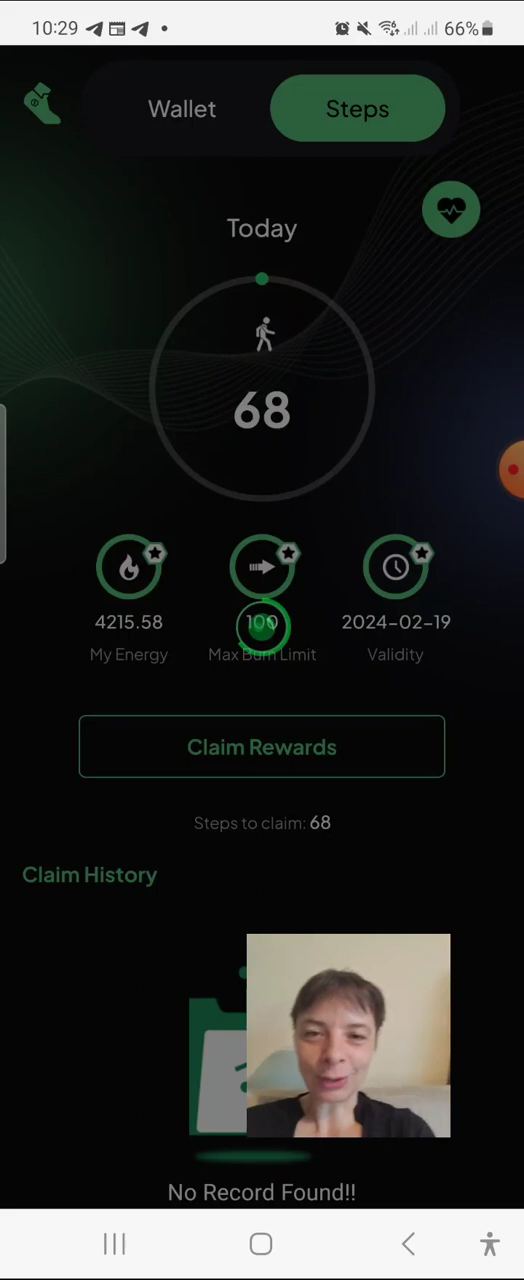 10:29 66%
Wallet Steps
Today
68
4215.58 100 2024-02-19
My Energy Max Burn Limit Validity
Claim Rewards
Steps to claim: 68
Claim History
No Record Found!!